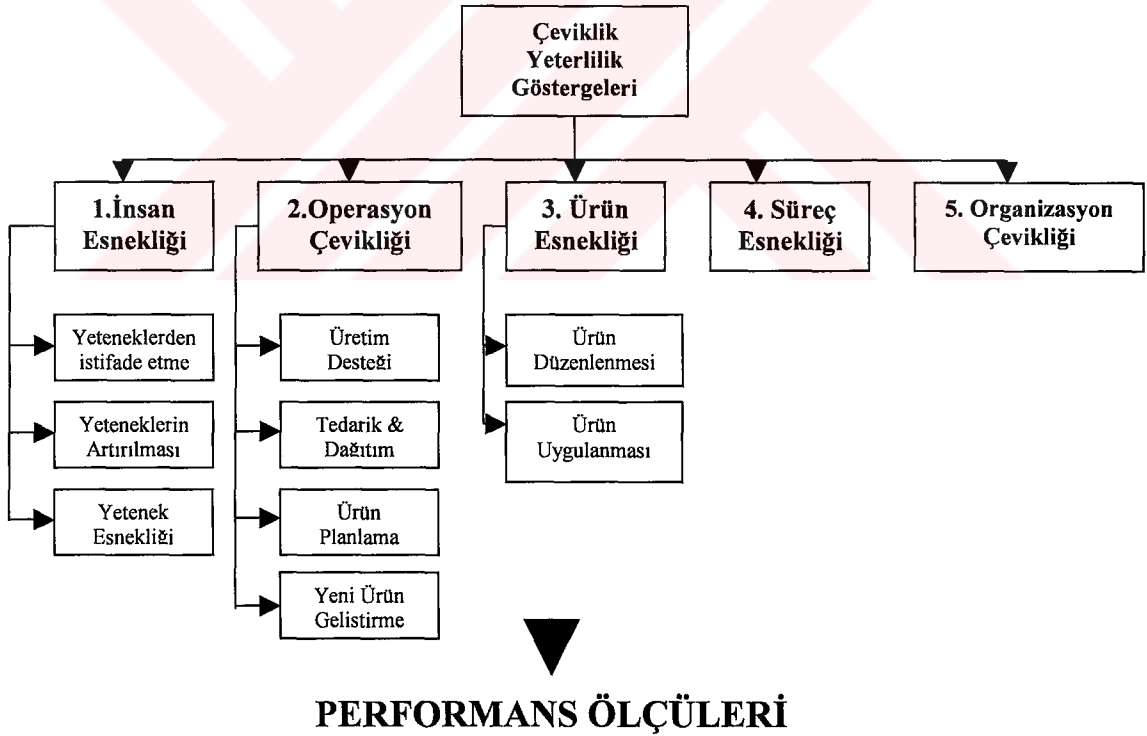 Çeviklik
Yeterlilik
Göstergeleri
1.İnsan
Esnekliği
2.Operasyon
Çevikliği
3. Ürün
Esnekliği
4. Süreç
Esnekliği
5. Organizasyon
Çevikliği
Yeteneklerden
istifade etme
Yeteneklerin
Artırılması
Yetenek
Esnekliği
Üretim
Desteği
Tedarik &
Dağıtım
Ürün
Planlama
Yeni Ürün
Gelistirme
Ürün
Düzenlenmesi
Ürün
Uygulanması
PERFORMANS ÖLÇÜLERİ